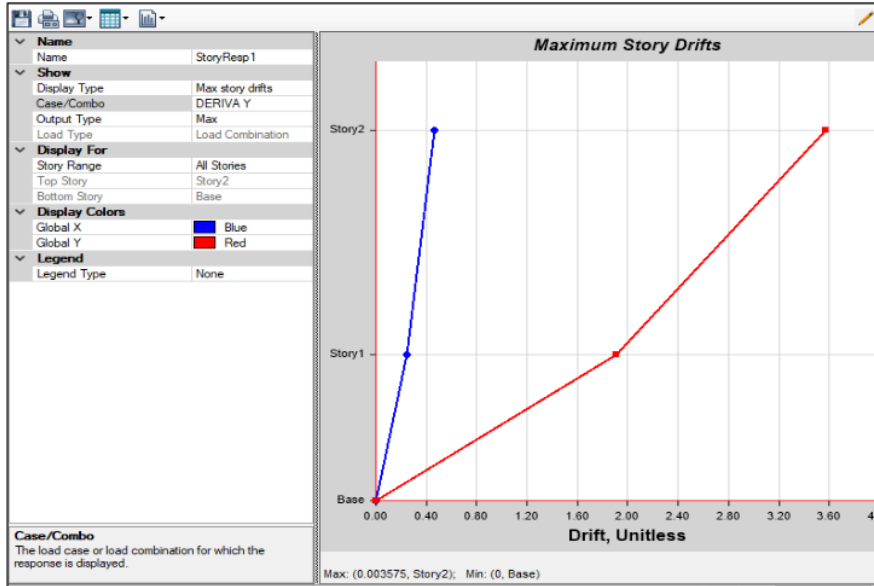 Name
Name StoryResp1
Show
Display Type Max story drifts
Case/Combo DERIVA Y
Output Type Max
Load Type Load Combination
Display For
Story Range All Stories
Top Story Story2
Bottom Story Base
Display Colors
Global X Blue
Global Y Red
Legend
Legend Type None
Case/Combo
The load case or load combination for which the
response is displayed.
Maximum Story Drifts
Story2
Story1
Base
0.00 0.40 0.80 1.20 1.60 2.00 2.40 2.80 3.20 3.60 4
Drift, Unitless
Max: (0.003575, Story2); Min: (0, Base)